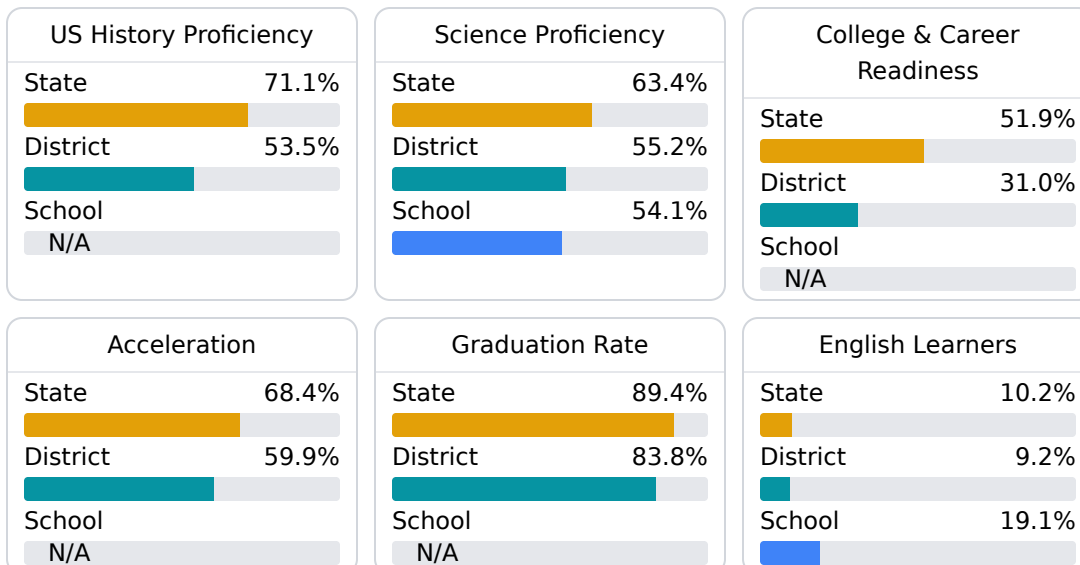 US History Proficiency
State 71.1%
District 53.5%
School
N/A
Science Proficiency
State 63.4%
District 55.2%
School 54.1%
College & Career
Readiness
State 51.9%
District 31.0%
School
N/A
Acceleration
State 68.4%
District 59.9%
School
N/A
Graduation Rate
State 89.4%
District 83.8%
School
N/A
English Learners
State 10.2%
District 9.2%
School 19.1%